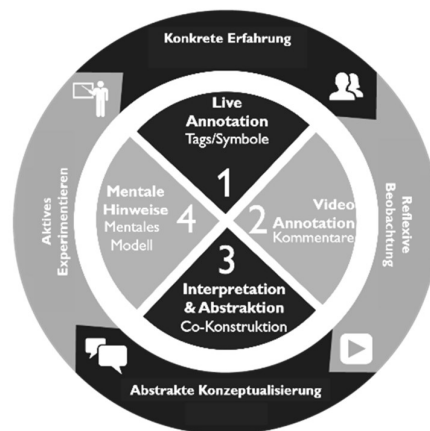 Konkrete Erfahrung
Live
Annotation
Tags/Symbole
1
Mentale
Hinweise
Mentales
Modell
4
2
Video
Annotation
Kommentare
3
Interpretation
& Abstraktion
Co-Konstruktion
Aktives
Experimentieren
Reflexive
Beobachtung
Abstrakte Konzeptualisierung